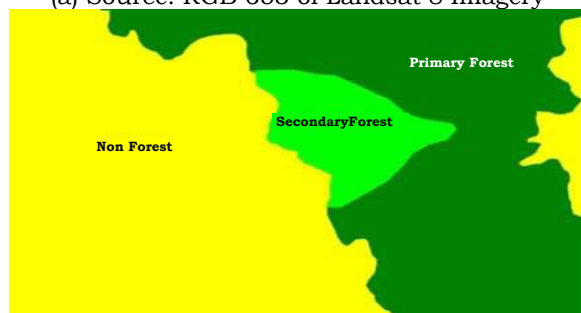 (a) Source: RGB 653 of Landsat 8 Imagery
Primary Forest
SecondaryForest
Non Forest